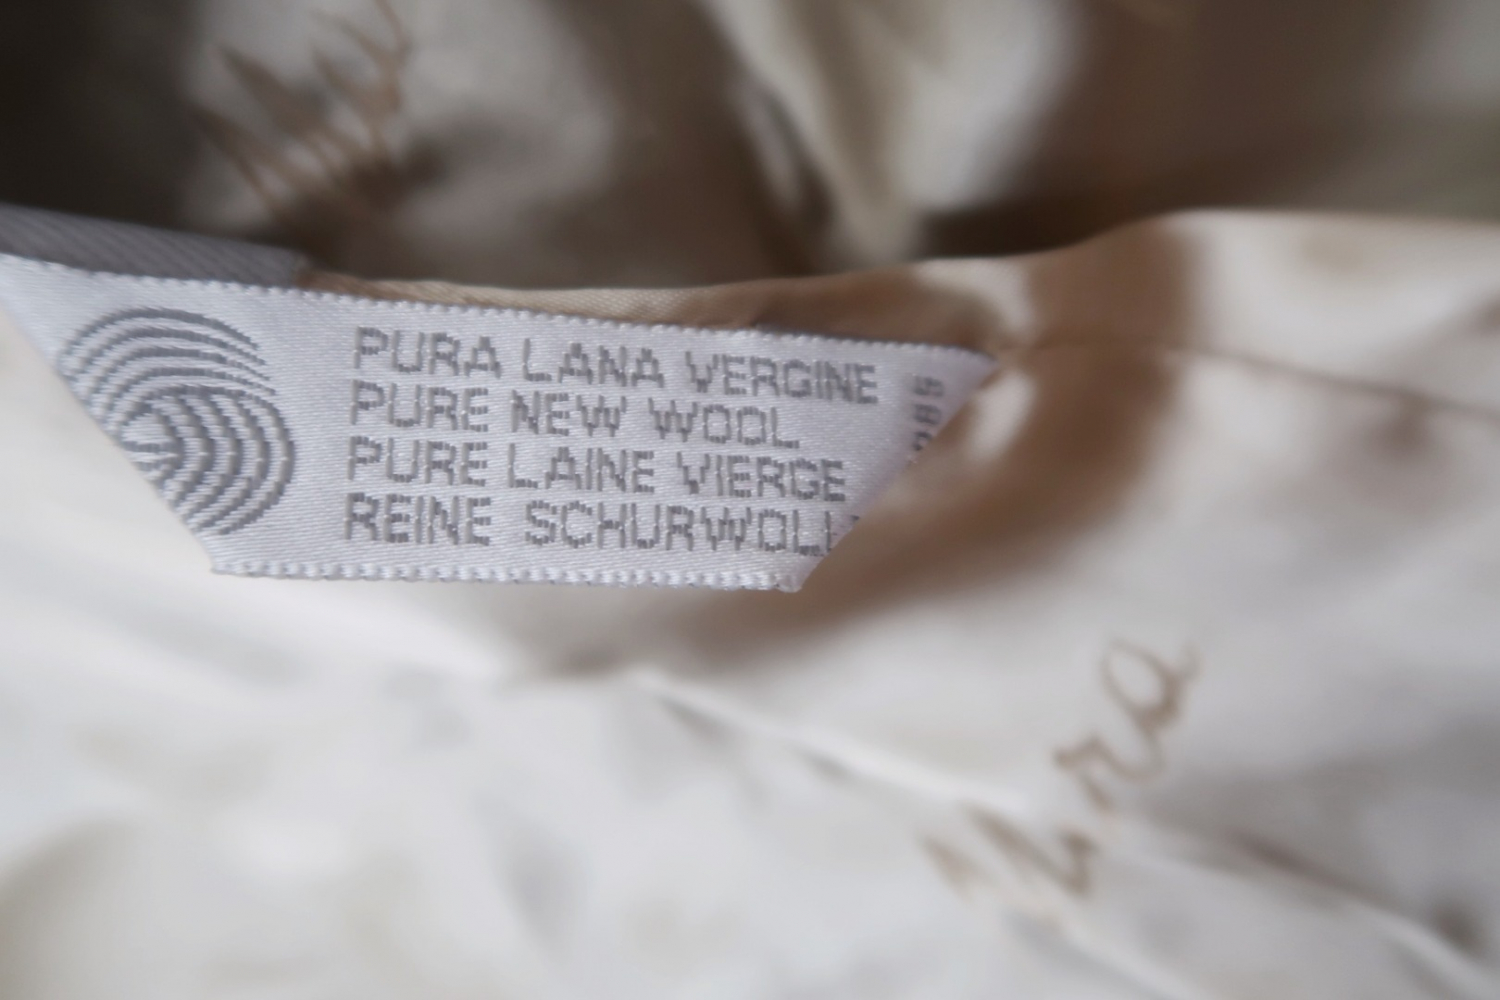 PURA LANA VERGINE
PURE NEW WOOL
PURE LAINE VIERGE
REINE SCHURWOLL